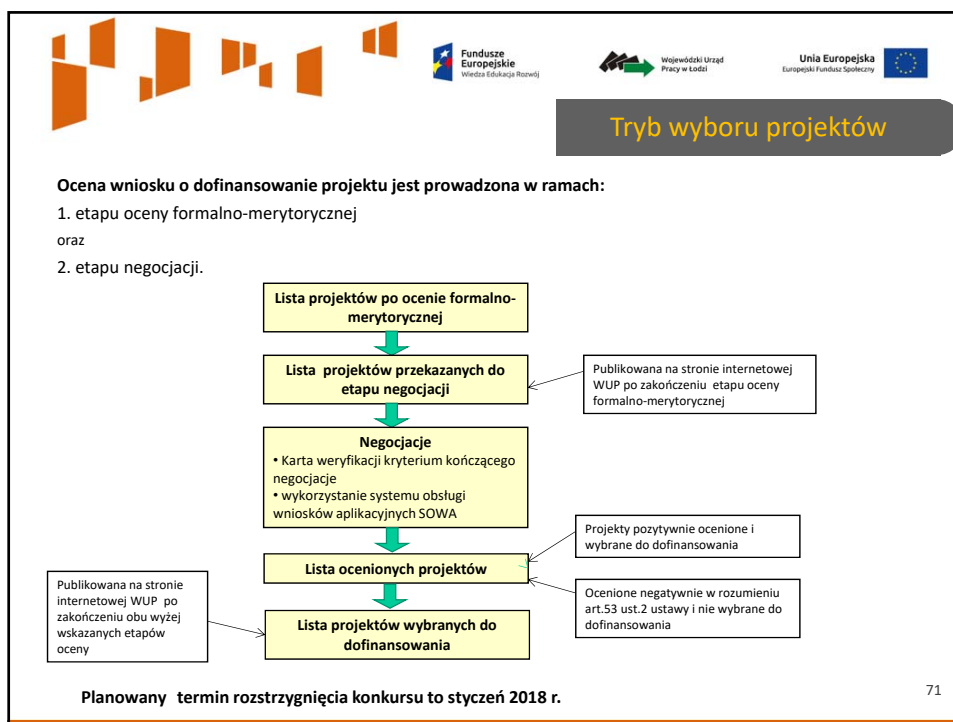 Fundusze
Europejskie
Wiedza Edukacja Rozwój
Wojewódzki Urząd
Pracy w Łodzi
Unia Europejska
Europejski Fundusz Społeczny
Tryb wyboru projektów
Ocena wniosku o dofinansowanie projektu jest prowadzona w ramach:
1. etapu oceny formalno-merytorycznej
oraz
2. etapu negocjacji.
Lista projektów po ocenie formalno-
merytorycznej
Lista projektów przekazanych do
etapu negocjacji
Publikowana na stronie internetowej
WUP po zakończeniu etapu oceny
formalno-merytorycznej
Negocjacje
• Karta weryfikacji kryterium kończącego
negocjacje
• wykorzystanie systemu obsługi
wniosków aplikacyjnych SOWA
Projekty pozytywnie ocenione i
wybrane do dofinansowania
Lista ocenionych projektów
Ocenione negatywnie w rozumieniu
art.53 ust.2 ustawy i nie wybrane do
dofinansowania
Publikowana na stronie
internetowej WUP po
zakończeniu obu wyżej
wskazanych etapów
oceny
Lista projektów wybranych do
dofinansowania
Planowany termin rozstrzygnięcia konkursu to styczeń 2018 r.
71